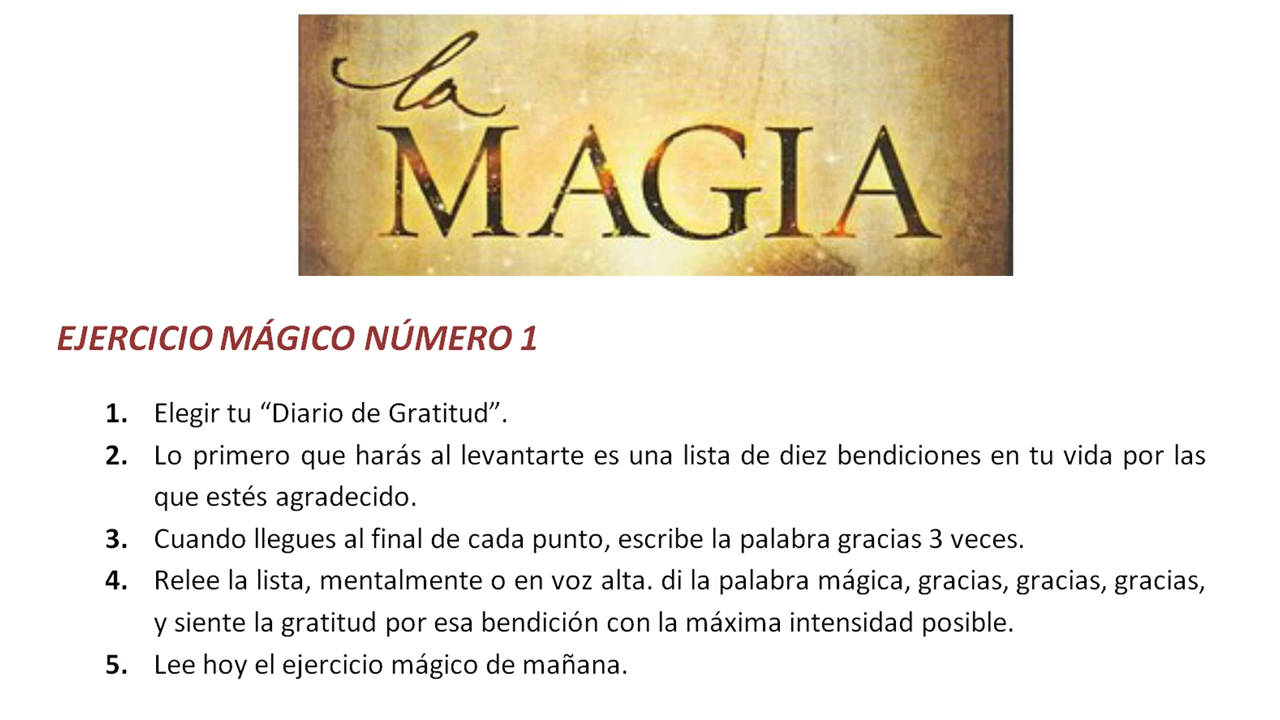 la
MAGIA
EJERCICIO MÁGICO NÚMERO 1
1. Elegir tu “Diario de Gratitud”.
2. Lo primero que harás al levantarte es una lista de diez bendiciones en tu vida por las
que estés agradecido.
3. Cuando llegues al final de cada punto, escribe la palabra gracias 3 veces.
4. Relee la lista, mentalmente o en voz alta. di la palabra mágica, gracias, gracias, gracias,
y siente la gratitud por esa bendición con la máxima intensidad posible.
5. Lee hoy el ejercicio mágico de mañana.